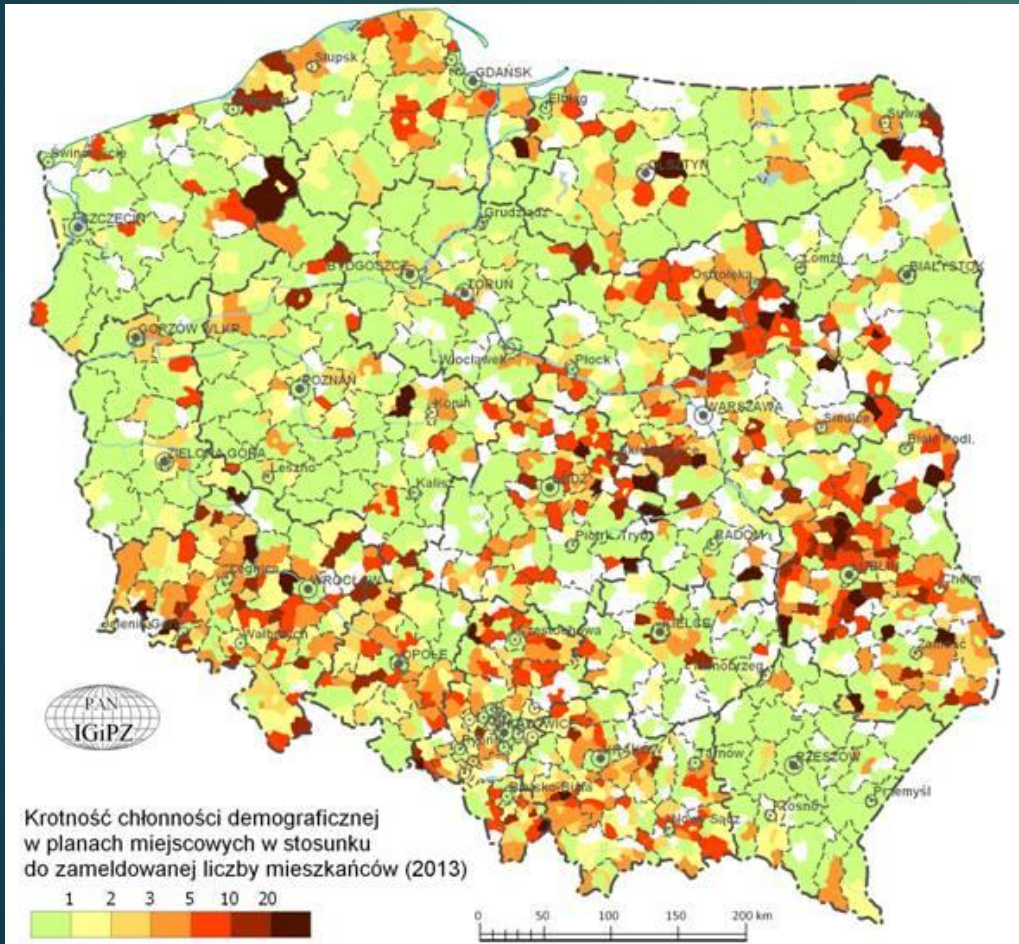 Słupsk
GDAŃSK
Elbląg
OLSZTYN
SZCZECIN
Grudziądz
BYDGOSZCZ
TORUŃ
Ostrołęka
Łomża
BIAŁYSTOK
GORZÓW WLKP.
Włocławek
Płock
POZNAŃ
Konin
WARSZAWA
Siedlce
Biała Podl.
ZIELONA GÓRA
Leszno
Kalisz
ŁÓDŹ
Piotrk. Tryb.
RADOM
LUBLIN
Chełm
Legnica
WROCŁAW
Jelenia Góra
Wałbrzych
Częstochowa
KIELCE
Zamość
OPOLE
Tarnobrzeg
PAN
IGiPZ
KATOWICE
KRAKÓW
Tarnów
RZESZÓW
Bielsko-Biała
Przemyśl
Krosno
Nowy Sącz
Krotność chłonności demograficznej
w planach miejscowych w stosunku
do zameldowanej liczby mieszkańców (2013)
1 2 3 5 10 20
0 50 100 150 200 km